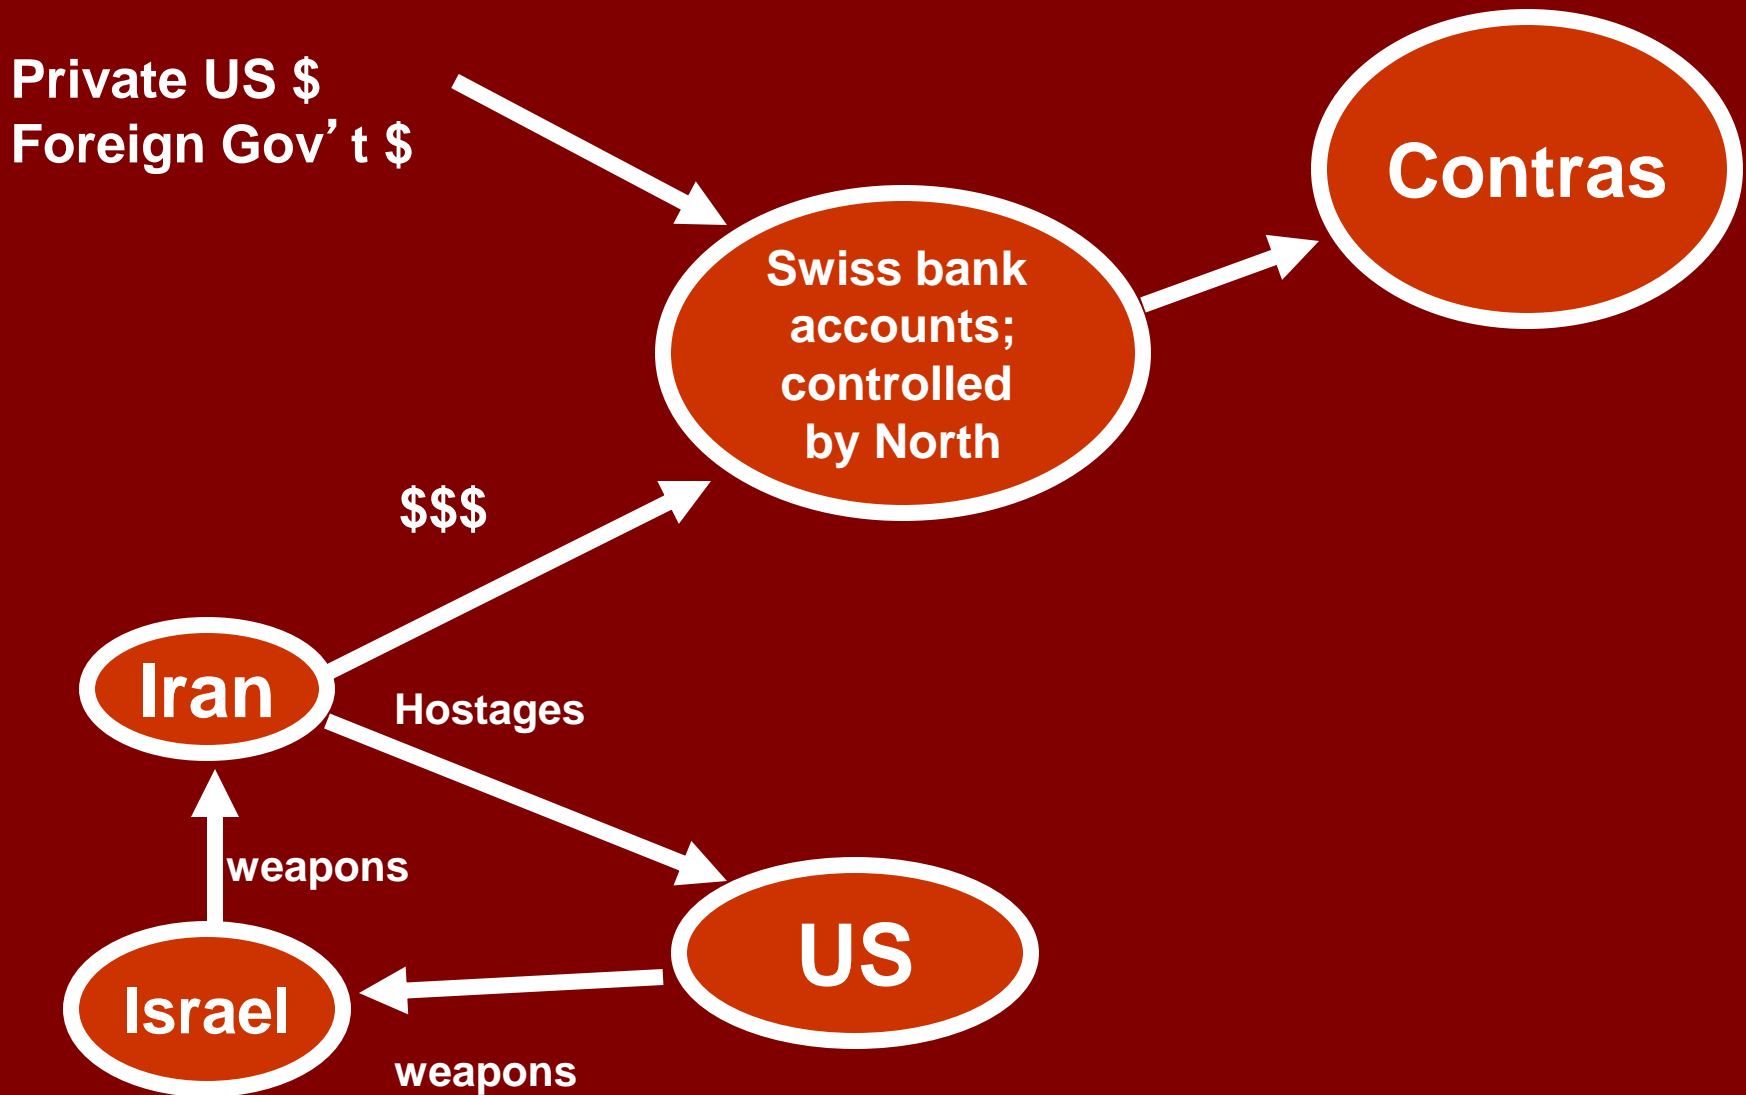 Private US $
Foreign Gov’ t $
Contras
Swiss bank
accounts;
controlled
by North
$$$
Iran
Hostages
weapons
US
Israel
weapons